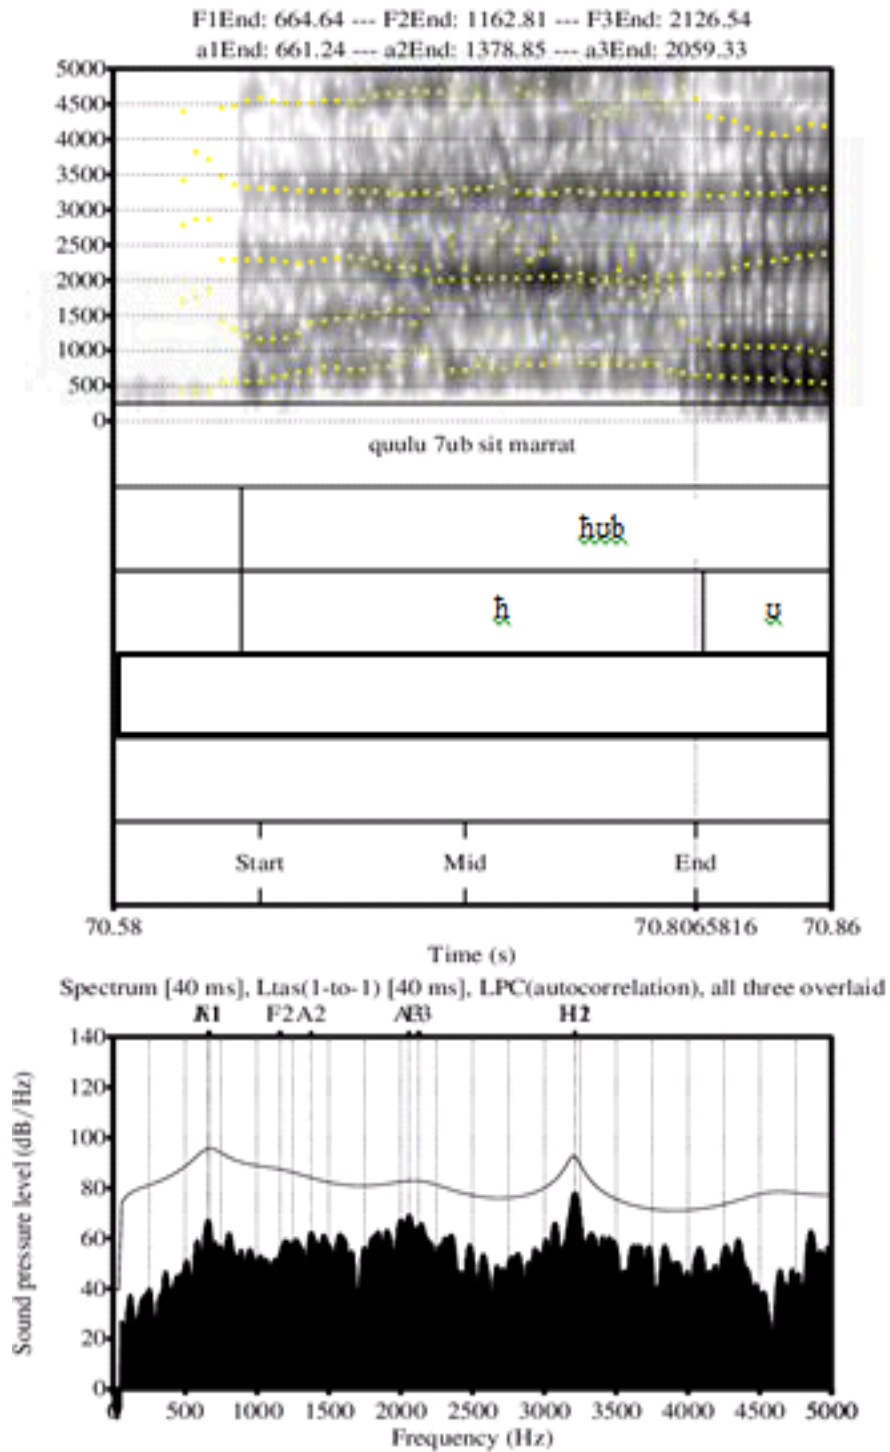 F1End: 664.64 --- F2End: 1162.81 --- F3End: 2126.54
a1End: 661.24 --- a2End: 1378.85 --- a3End: 2059.33
5000
4500
4000
3500
3000
2500
2000
1500
1000
500
0
quulu 7ub sit marrat
ħʊb
ħ ʊ
Start Mid End
70.58 70.8065816 70.86
Time (s)
Spectrum [40 ms], Ltas(1-to-1) [40 ms], LPC(autocorrelation), all three overlaid
F2 A2
140
120
100
80
60
40
20
0
Sound pressure level (dB/Hz)
0 500 1000 1500 2000 2500 3000 3500 4000 4500 5000
Frequency (Hz)